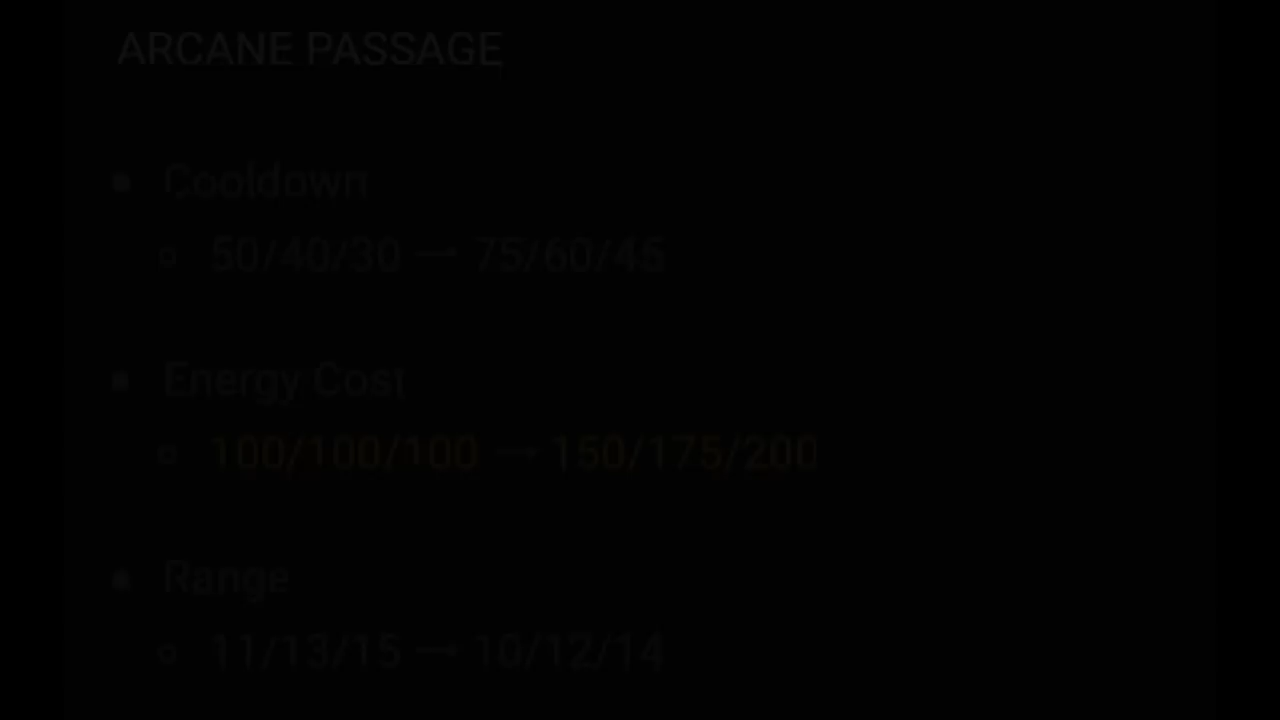 ARCANE PASSAGE
• Cooldown
○ 50/40/30 → 75/60/45
• Energy Cost
○ 100/100/100 → 150/175/200
• Range
○ 11/13/15 → 10/12/14